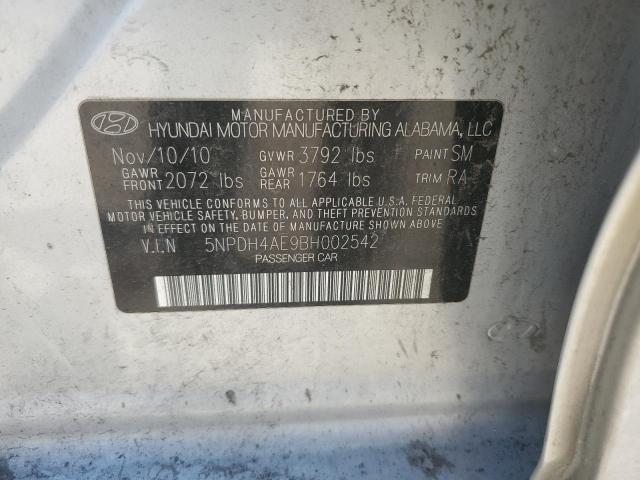 MANUFACTURED BY
HYUNDAI MOTOR MANUFACTURING ALABAMA, LLC
Nov/10/10 GVWR 3792 lbs PAINT SM
GAWR FRONT 2072 lbs GAWR REAR 1764 lbs TRIM RA
THIS VEHICLE CONFORMS TO ALL APPLICABLE U.S.A. FEDERAL
MOTOR VEHICLE SAFETY, BUMPER, AND THEFT PREVENTION STANDARDS
IN EFFECT ON THE DATE OF MANUFACTURE SHOWN ABOVE
V.I.N 5NPDH4AE9BH002542
PASSENGER CAR